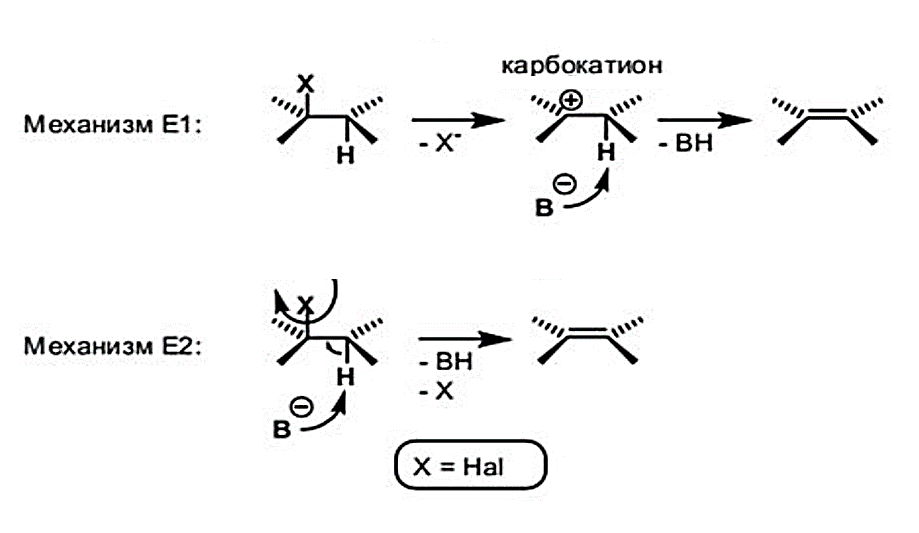 карбокатион
Механизм E1:
X
H
- X⁻
⊕
H
B ⊖
- BH
Механизм E2:
X
H
B ⊖
- BH
- X
X = Hal